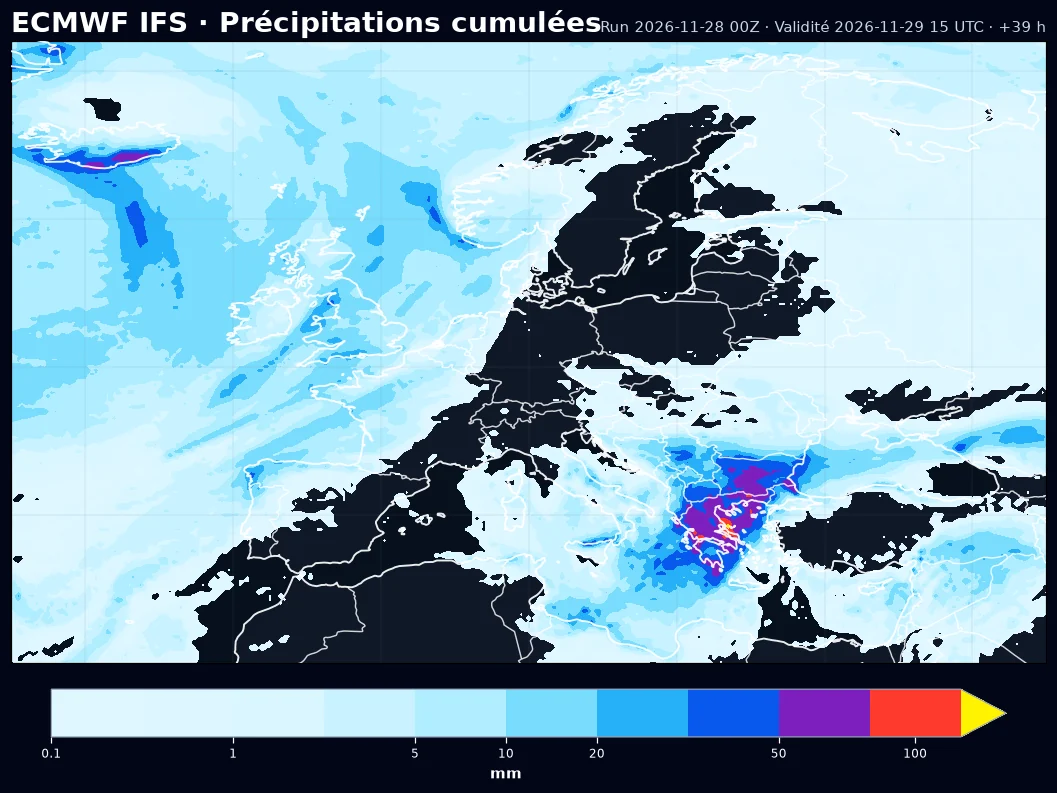 ECMWF IFS · Précipitations cumulées
Run 2026-11-28 00Z · Validité 2026-11-29 15 UTC · +39 h
0.1 1 5 10 20 50 100
mm